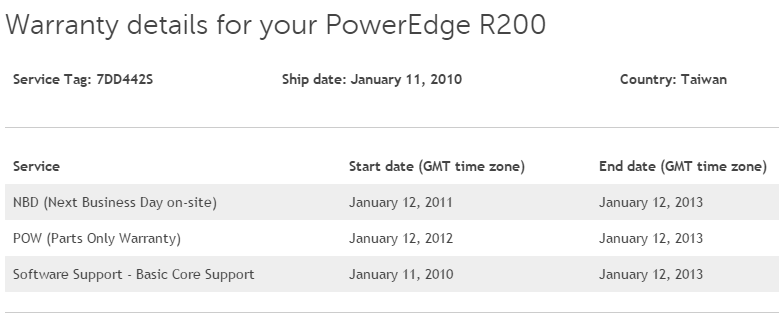 Warranty details for your PowerEdge R200
Service Tag: 7DD442S Ship date: January 11, 2010 Country: Taiwan
Service Start date (GMT time zone) End date (GMT time zone)
NBD (Next Business Day on-site) January 12, 2011 January 12, 2013
POW (Parts Only Warranty) January 12, 2012 January 12, 2013
Software Support - Basic Core Support January 11, 2010 January 12, 2013